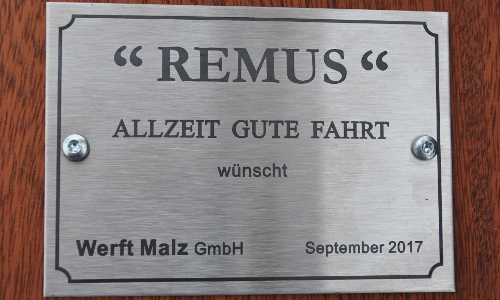 “ REMUS “
ALLZEIT GUTE FAHRT
wünscht
Werft Malz GmbH September 2017